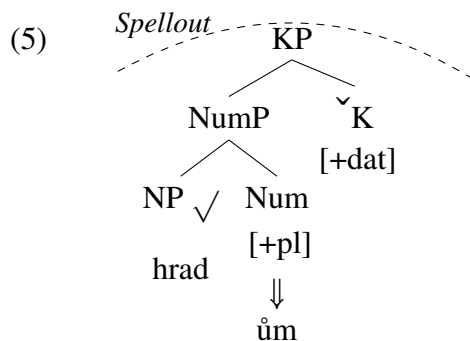 (5) Spellout
KP
NumP ˇK
[+dat]
NP √ Num
hrad [+pl]
⇓
ům